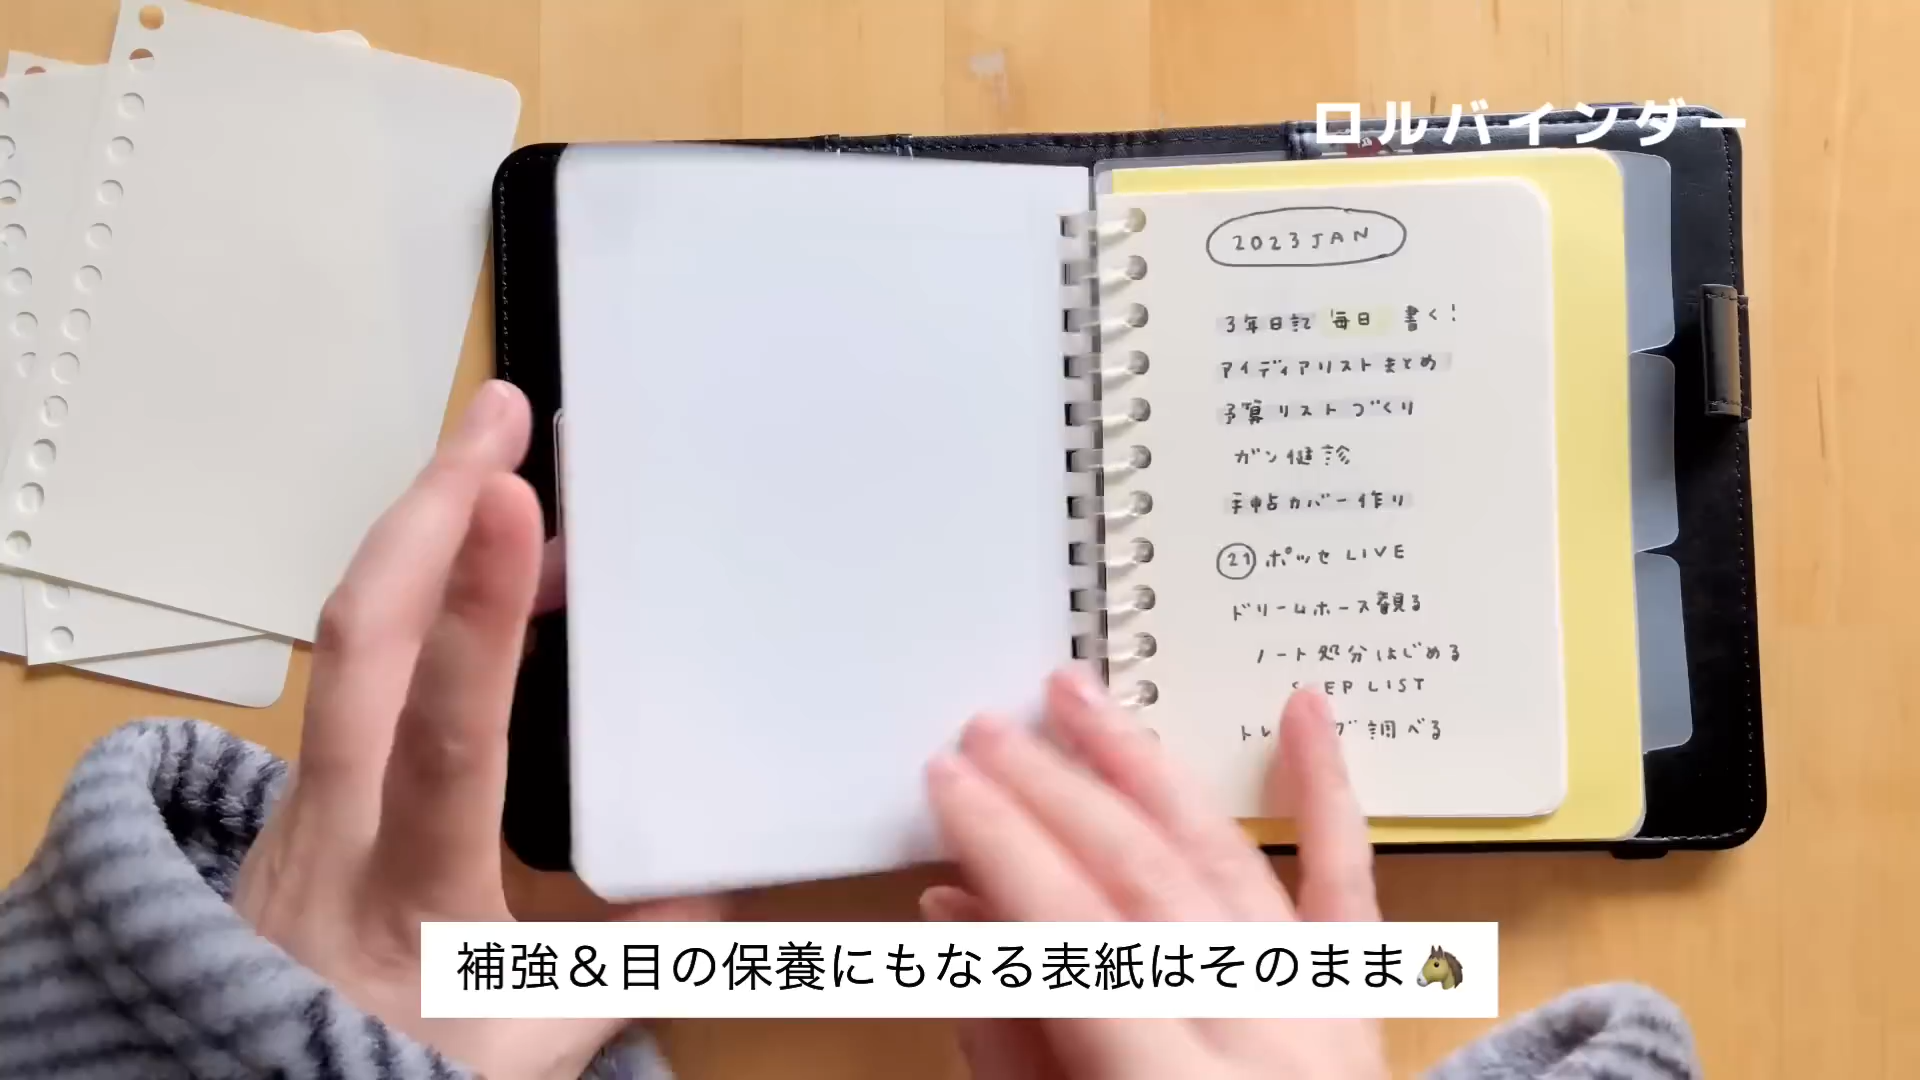 ロルバインダー
2023 JAN
3年日記 毎日 書く!
アイディアリストまとめ
予算リストづくり
ガン健診
手帖カバー作り
21 ポッセ LIVE
ドリームホース観る
ノート処分はじめる
LIST
調べる
補強&目の保養にもなる表紙はそのまま🐴